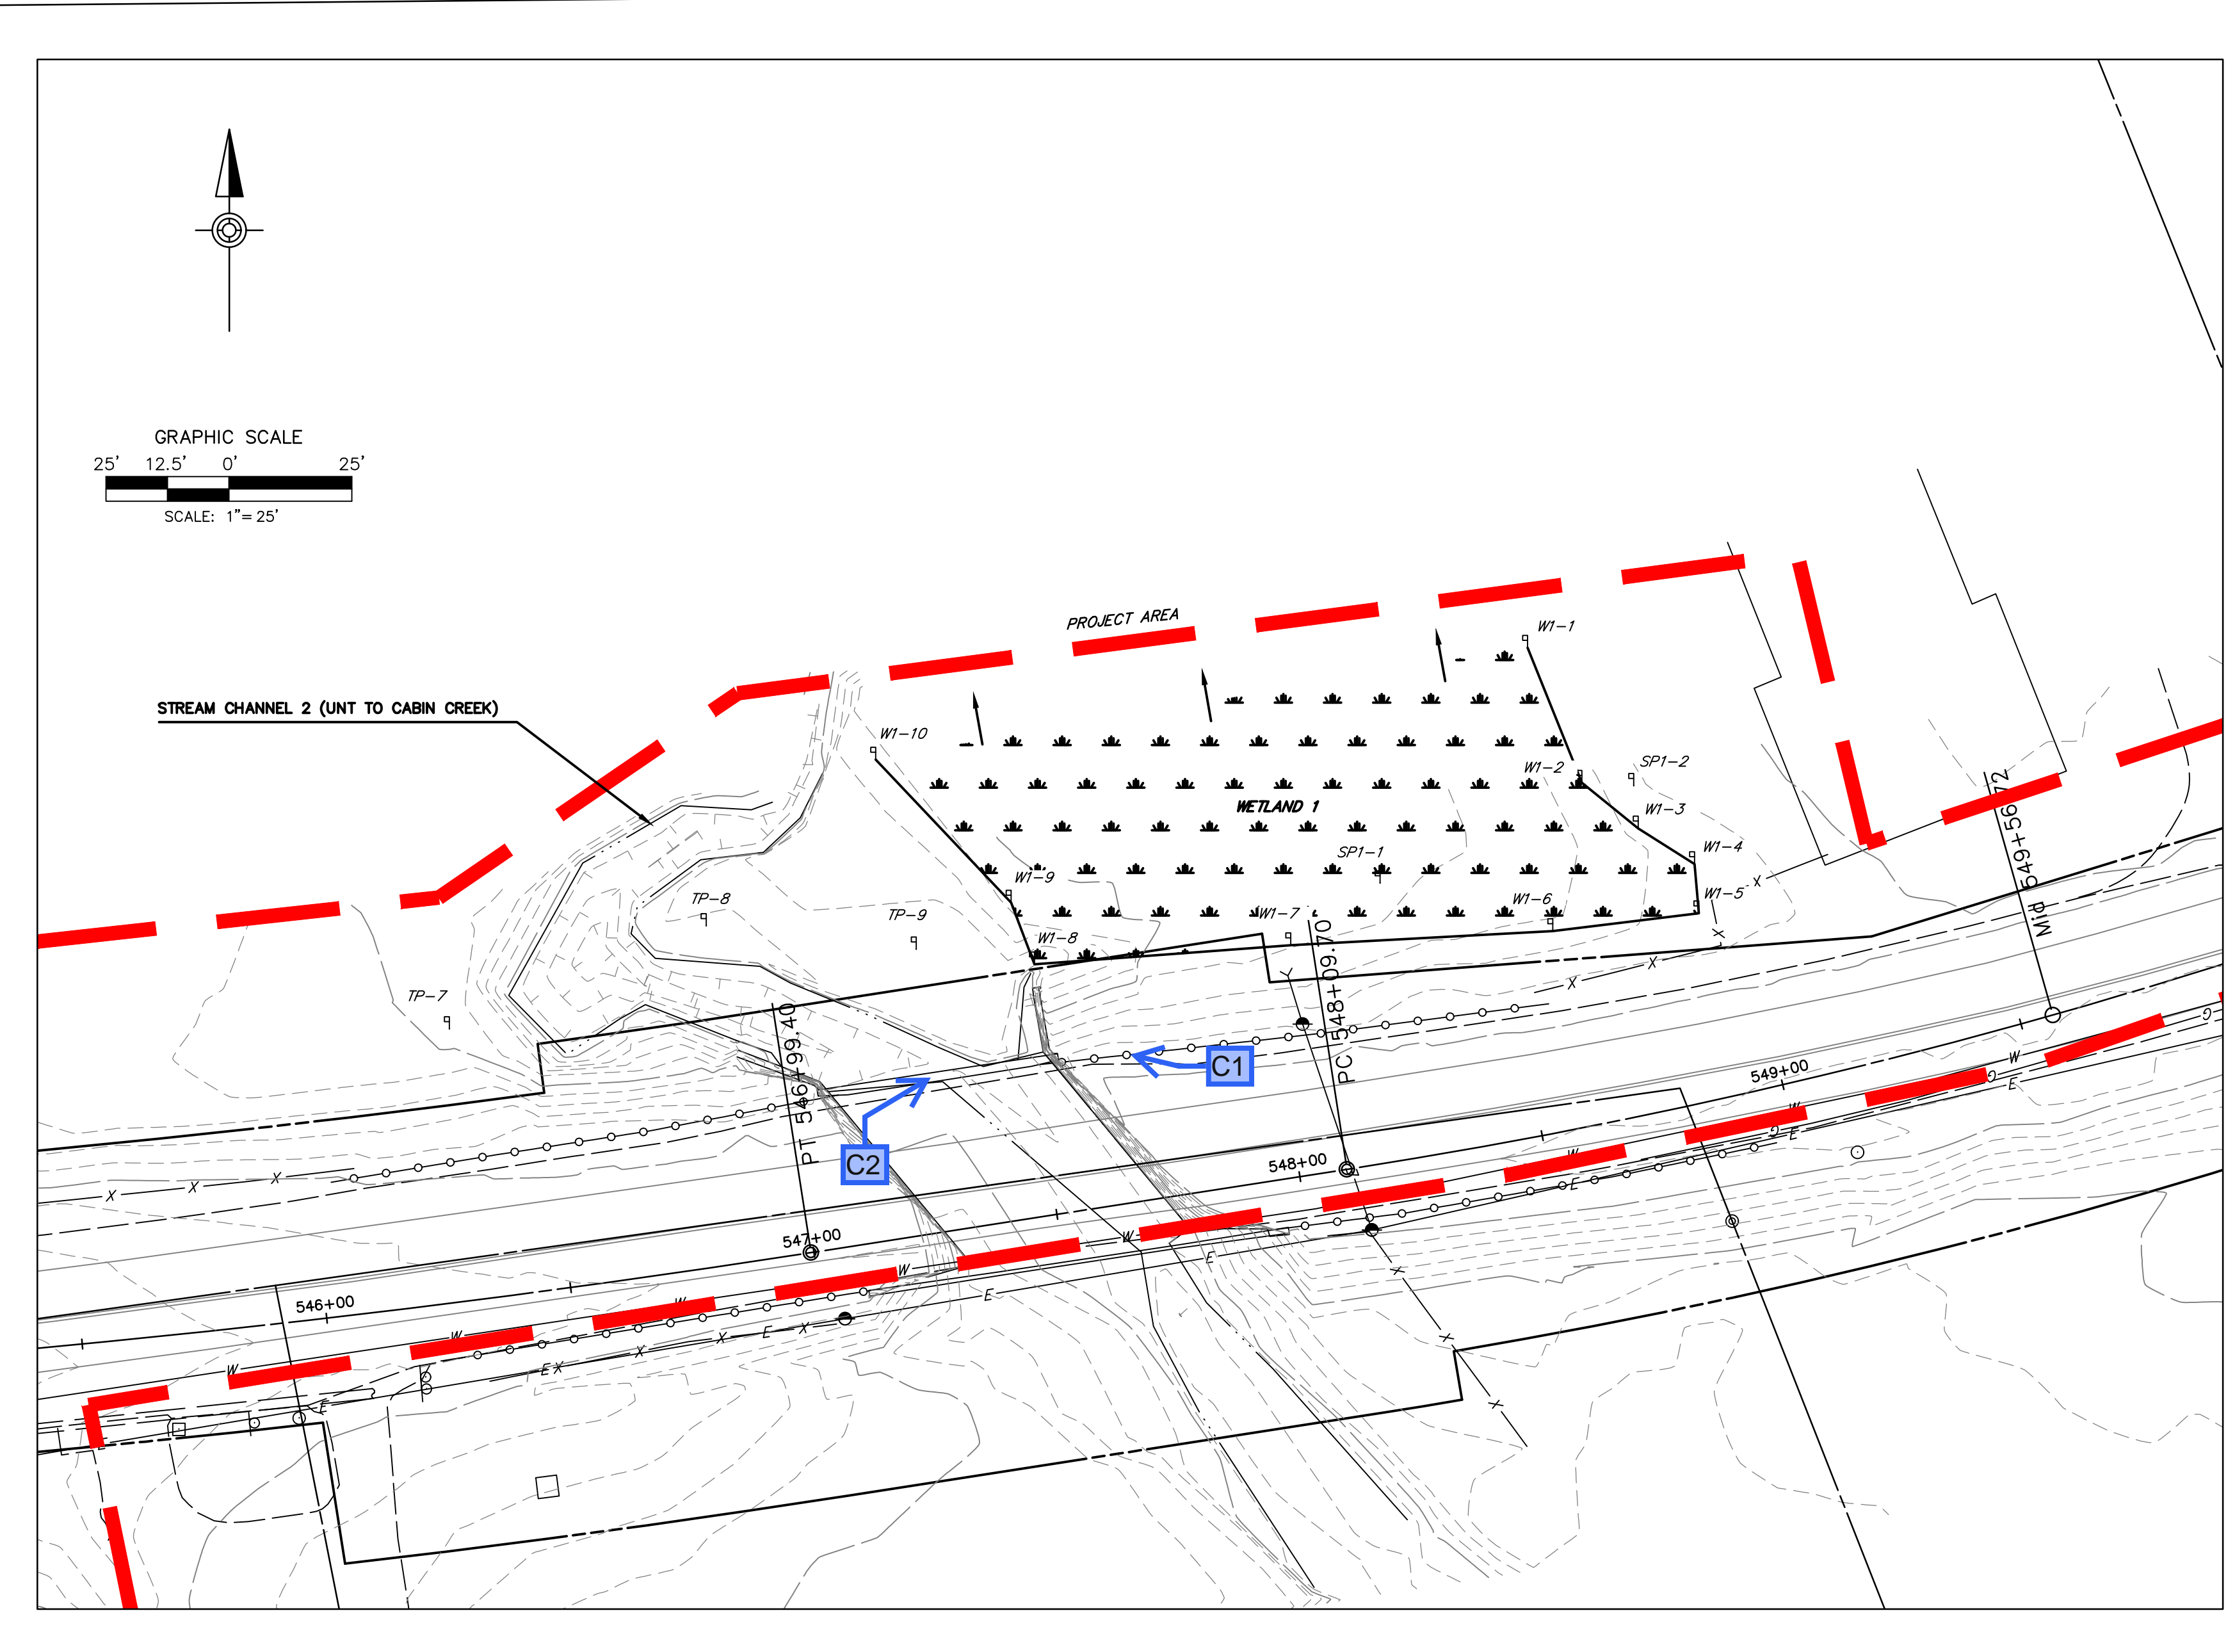 GRAPHIC SCALE
25' 12.5' 0' 25'
SCALE: 1"=25'
PROJECT AREA
W1-1
STREAM CHANNEL 2 (UNT TO CABIN CREEK)
W1-10
W1-2
SP1-2
WETLAND 1
W1-3
SP1-1
W1-4
W1-9
W1-5
TP-8
TP-9
W1-7
W1-6
W1-8
TP-7
X
X
X
X
PT 546+99.40
PC 548+09.70
Mid 549+56.72
C1
C2
549+00
548+00
547+00
546+00
X X X
W
G
E
W
G
E
W
E
W
E
W
E
W
W
W
E
X
X
E X
E
X
X
X